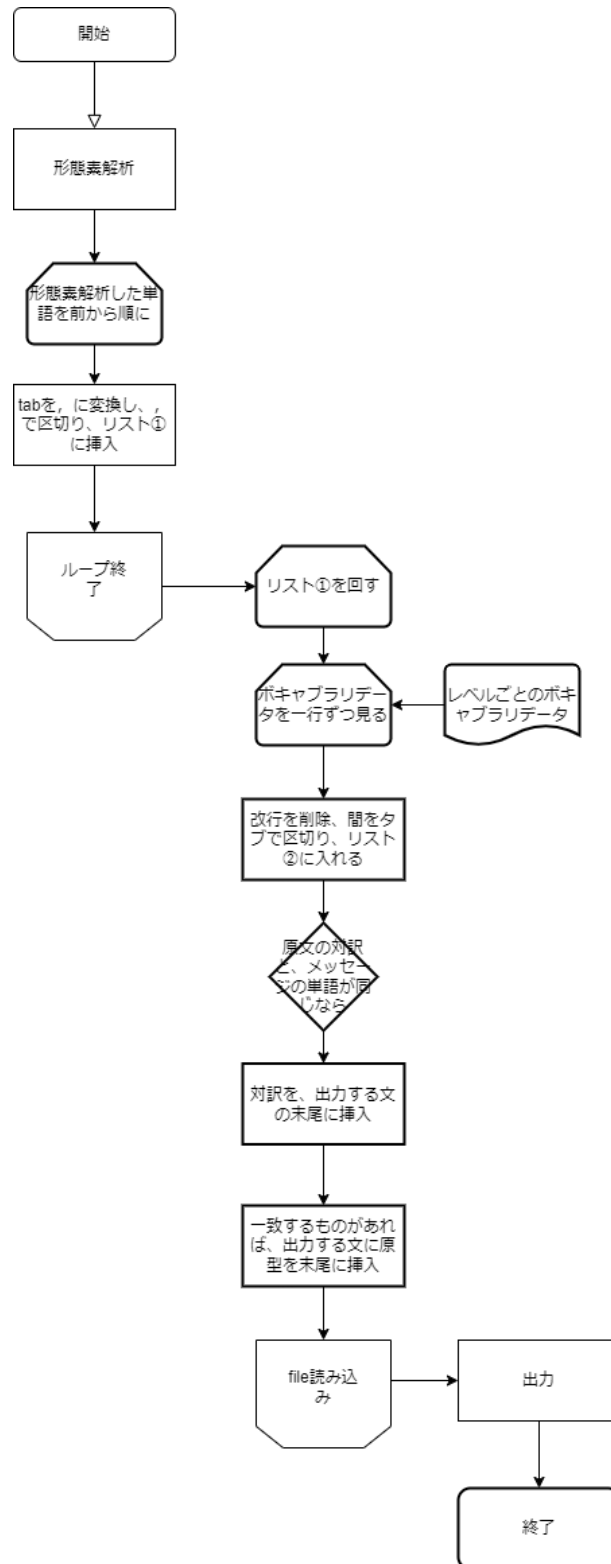 開始
形態素解析
形態素解析した単
語を前から順に
tabを，に変換し、，
で区切り、リスト①
に挿入
ループ終
了
リスト①を回す
ボキャブラリデー
タを一行ずつ見る
レベルごとのボキ
ャブラリデータ
改行を削除、間をタ
ブで区切り、リスト
②に入れる
原文の対訳
と、メッセー
ジの単語が同
じなら
対訳を、出力する文
の末尾に挿入
一致するものがあれ
ば、出力する文に原
型を末尾に挿入
file読み込
み
出力
終了